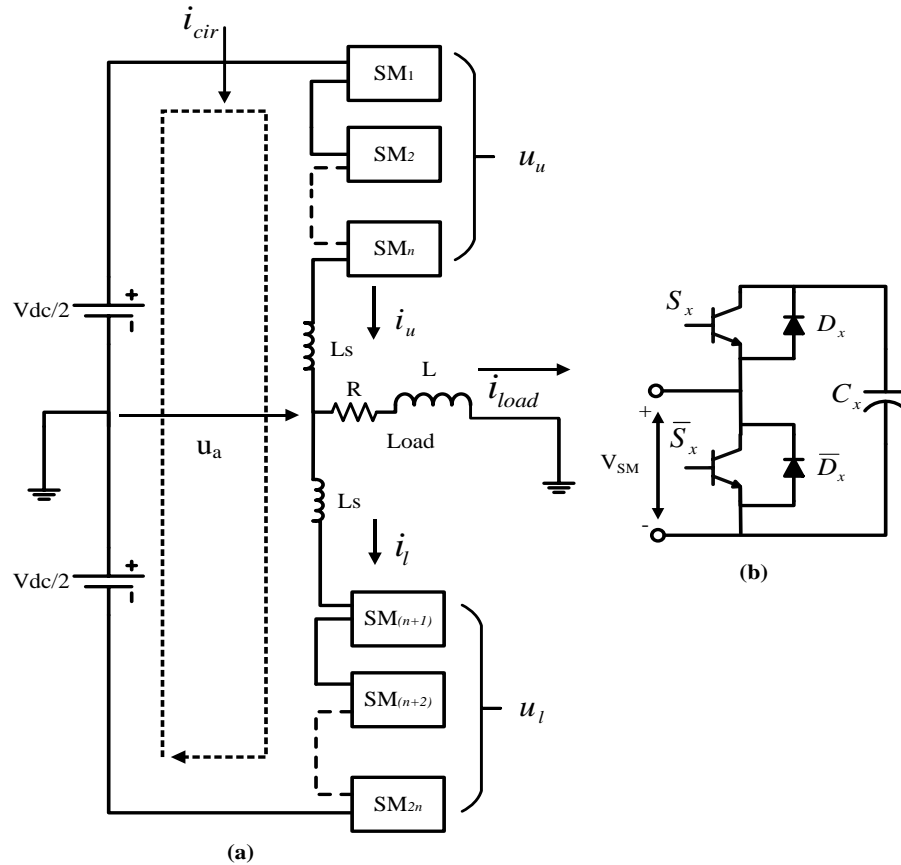 i_cir
SM1
SM2
u_u
SMn
Vdc/2
+
-
i_u
Ls
R
L
i_load
u_a
Load
Ls
i_l
Vdc/2
+
-
SM(n+1)
SM(n+2)
u_l
SM2n
(a)
S_x
D_x
C_x
+
S̅_x
V_SM
D̅_x
-
(b)